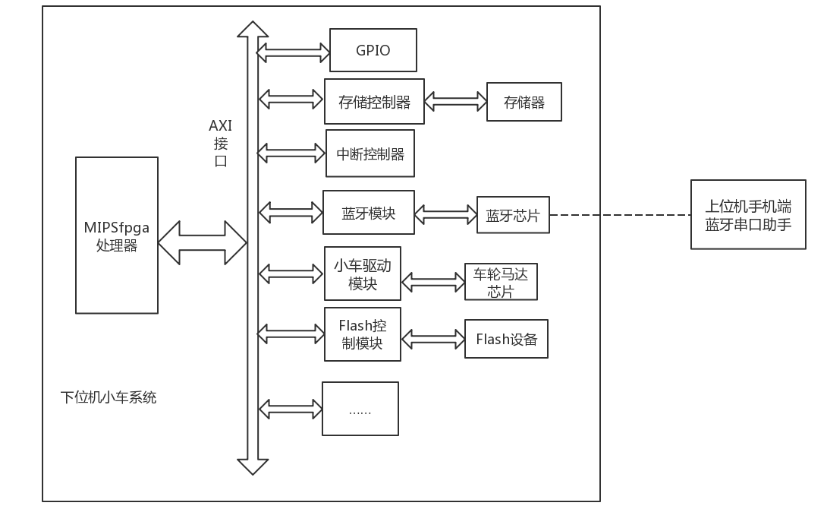 GPIO
存储控制器
存储器
AXI
接
口
中断控制器
MIPSfpga
处理器
蓝牙模块
蓝牙芯片
上位机手机端
蓝牙串口助手
小车驱动
模块
车轮马达
芯片
Flash控
制模块
Flash设备
下位机小车系统
……